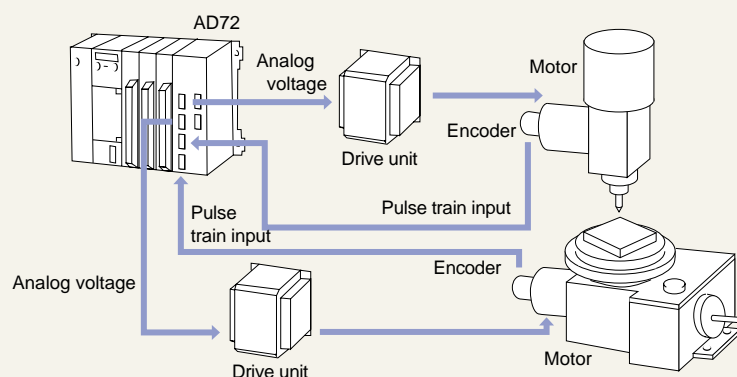 AD72
Analog
voltage
Motor
Encoder
Drive unit
Pulse train input
Pulse
train input
Encoder
Analog voltage
Motor
Drive unit